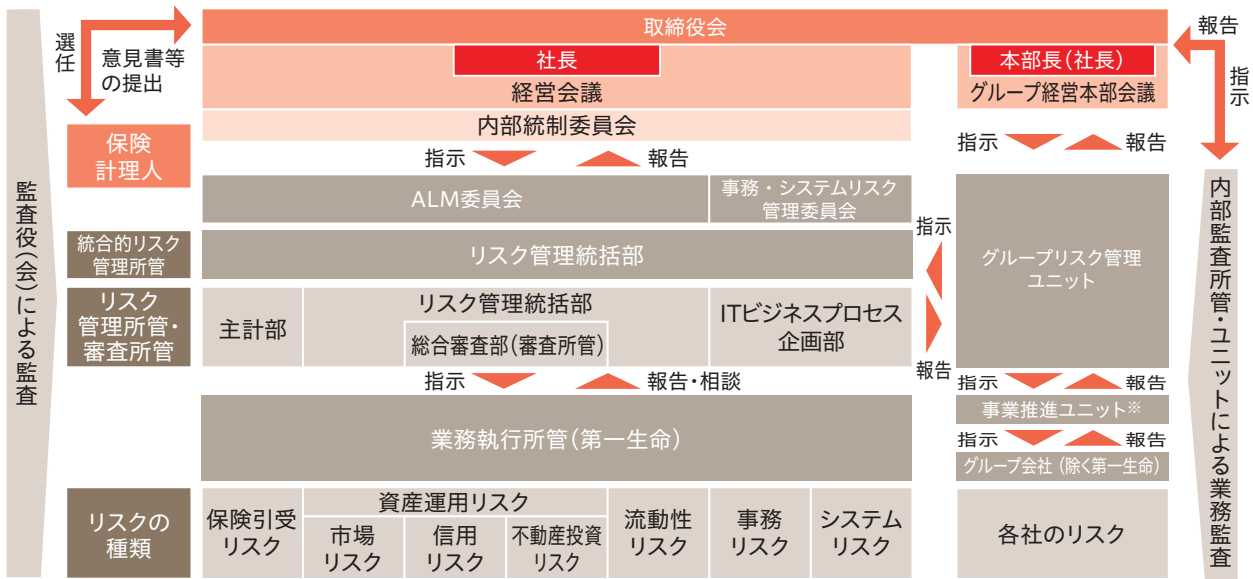 監査役(会)による監査
選任
意見書等
の提出
取締役会
報告
指示
社長
経営会議
本部長(社長)
グループ経営本部会議
内部統制委員会
保険
計理人
指示
報告
指示
報告
ALM委員会
事務・システムリスク
管理委員会
統合的リスク
管理所管
リスク管理統括部
指示
報告
グループリスク管理
ユニット
リスク
管理所管・
審査所管
主計部
リスク管理統括部
総合審査部(審査所管)
ITビジネスプロセス
企画部
指示
報告・相談
指示
報告
事業推進ユニット※
業務執行所管(第一生命)
指示
報告
グループ会社(除く第一生命)
リスクの
種類
保険引受
リスク
資産運用リスク
市場
リスク
信用
リスク
不動産投資
リスク
流動性
リスク
事務
リスク
システム
リスク
各社のリスク
内部監査所管・ユニットによる業務監査